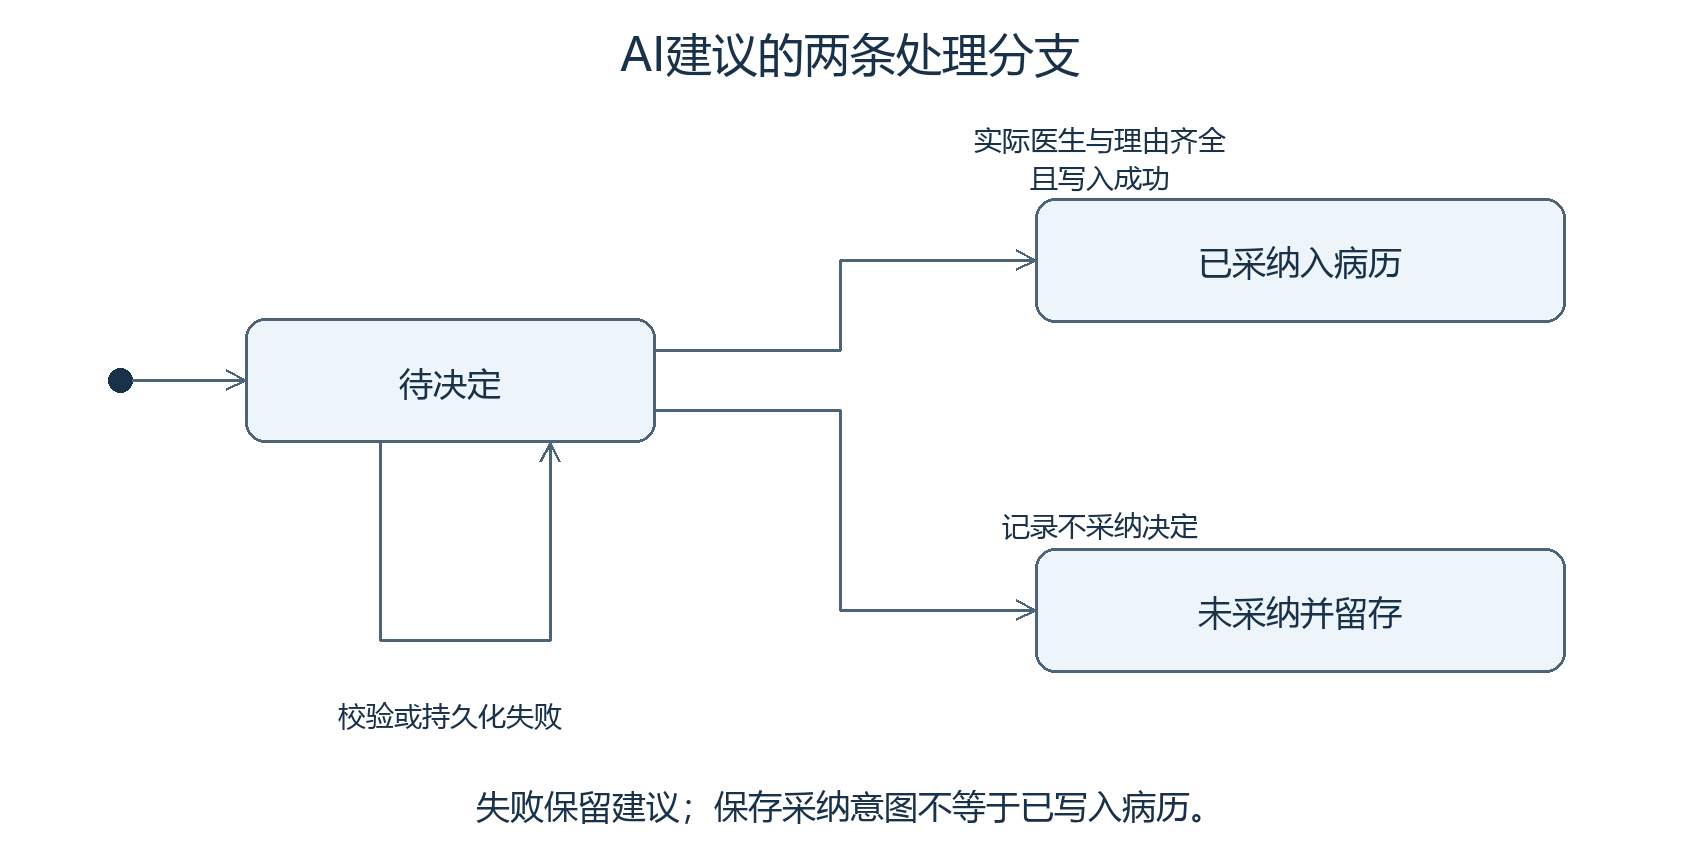 AI建议的两条处理分支
实际医生与理由齐全
且写入成功
已采纳入病历
待决定
记录不采纳决定
未采纳并留存
校验或持久化失败
失败保留建议；保存采纳意图不等于已写入病历。